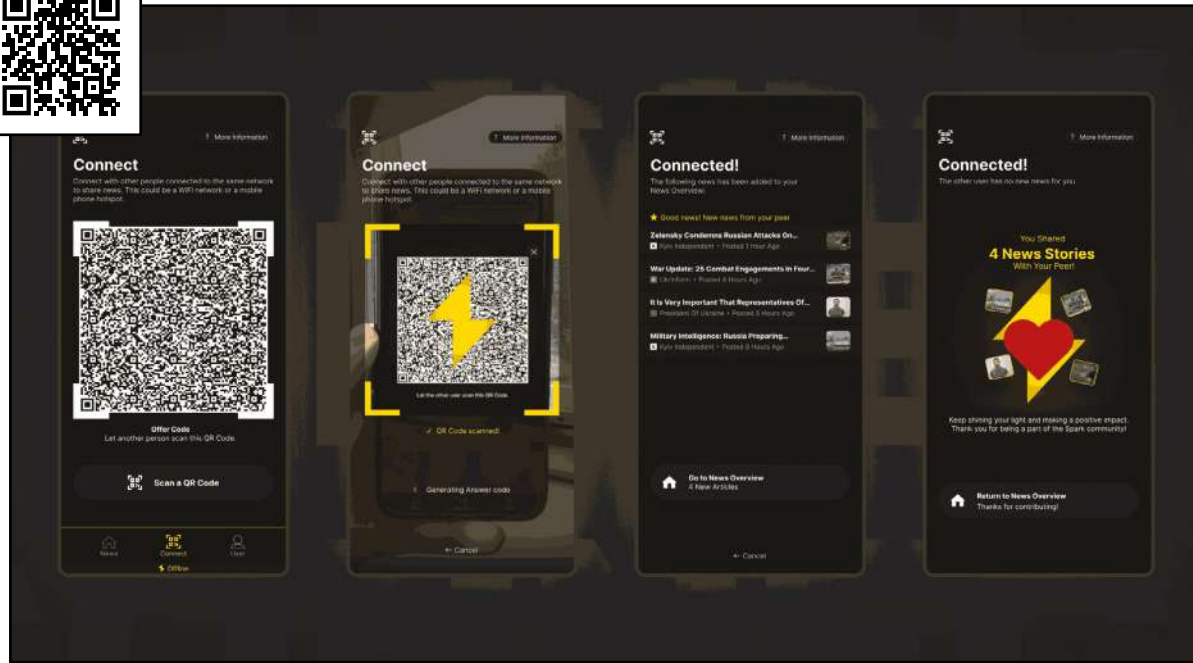 More Information
Connect
Connect with other people connected to the same network
to share news. This could be a WiFi network or a mobile
phone hotspot.
Offer Code
Let another person scan this QR Code.
Scan a QR Code
News
Connect
User
Offline
More Information
Connect
Connect with other people connected to the same network
to share news. This could be a WiFi network or a mobile
phone hotspot.
Let the other user scan this QR Code.
✓ QR Code scanned!
Generating Answer code
← Cancel
More Information
Connected!
The following news has been added to your
News Overview:
★ Good news! New news from your peer
Zelensky Condemns Russian Attacks On...
Kyiv Independent • Posted 1 Hour Ago
War Update: 25 Combat Engagements In Four...
Ukrinform • Posted 4 Hours Ago
It Is Very Important That Representatives Of...
President Of Ukraine • Posted 5 Hours Ago
Military Intelligence: Russia Preparing...
Kyiv Independent • Posted 8 Hours Ago
Go to News Overview
4 New Articles
← Cancel
More Information
Connected!
The other user has no new news for you
You Shared
4 News Stories
With Your Peer!
Keep shining your light and making a positive impact.
Thank you for being a part of the Spark community!
Return to News Overview
Thanks for contributing!